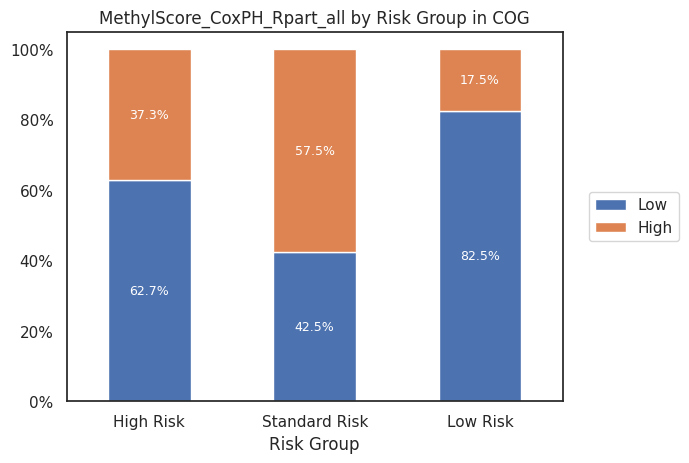 MethylScore_CoxPH_Rpart_all by Risk Group in COG
100%
80%
60%
40%
20%
0%
37.3%
62.7%
57.5%
42.5%
17.5%
82.5%
High Risk
Standard Risk
Low Risk
Risk Group
Low
High